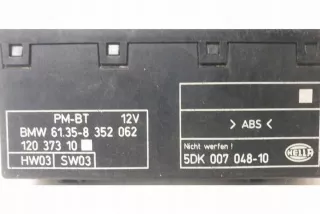 PM-BT 12V
BMW 61.35-8 352 062
120 373 10
HW03 SW03
> ABS <
Nicht werfen !
5DK 007 048-10
HELLA